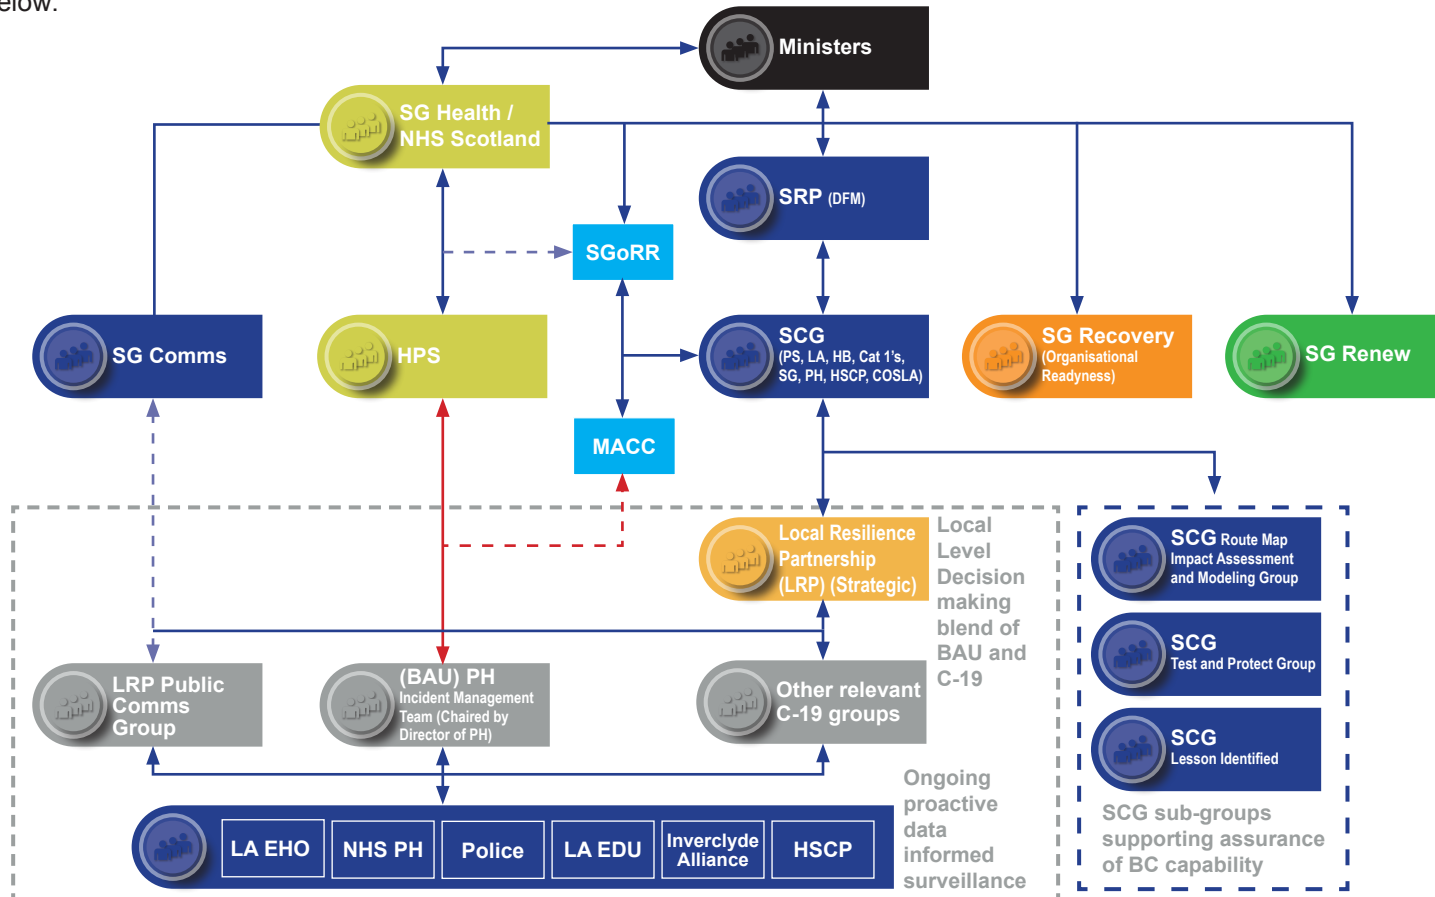 elow.
Ministers
SG Health /
NHS Scotland
SRP (DFM)
SGoRR
SG Comms
HPS
SCG
(PS, LA, HB, Cat 1's,
SG, PH, HSCP, COSLA)
SG Recovery
(Organisational
Readyness)
SG Renew
MACC
Local Resilience
Partnership
(LRP) (Strategic)
Local
Level
Decision
making
blend of
BAU and
C-19
SCG Route Map
Impact Assessment
and Modeling Group
SCG
Test and Protect Group
SCG
Lesson Identified
SCG sub-groups
supporting assurance
of BC capability
LRP Public
Comms
Group
(BAU) PH
Incident Management
Team (Chaired by
Director of PH)
Other relevant
C-19 groups
Ongoing
proactive
data
informed
surveillance
LA EHO
NHS PH
Police
LA EDU
Inverclyde
Alliance
HSCP